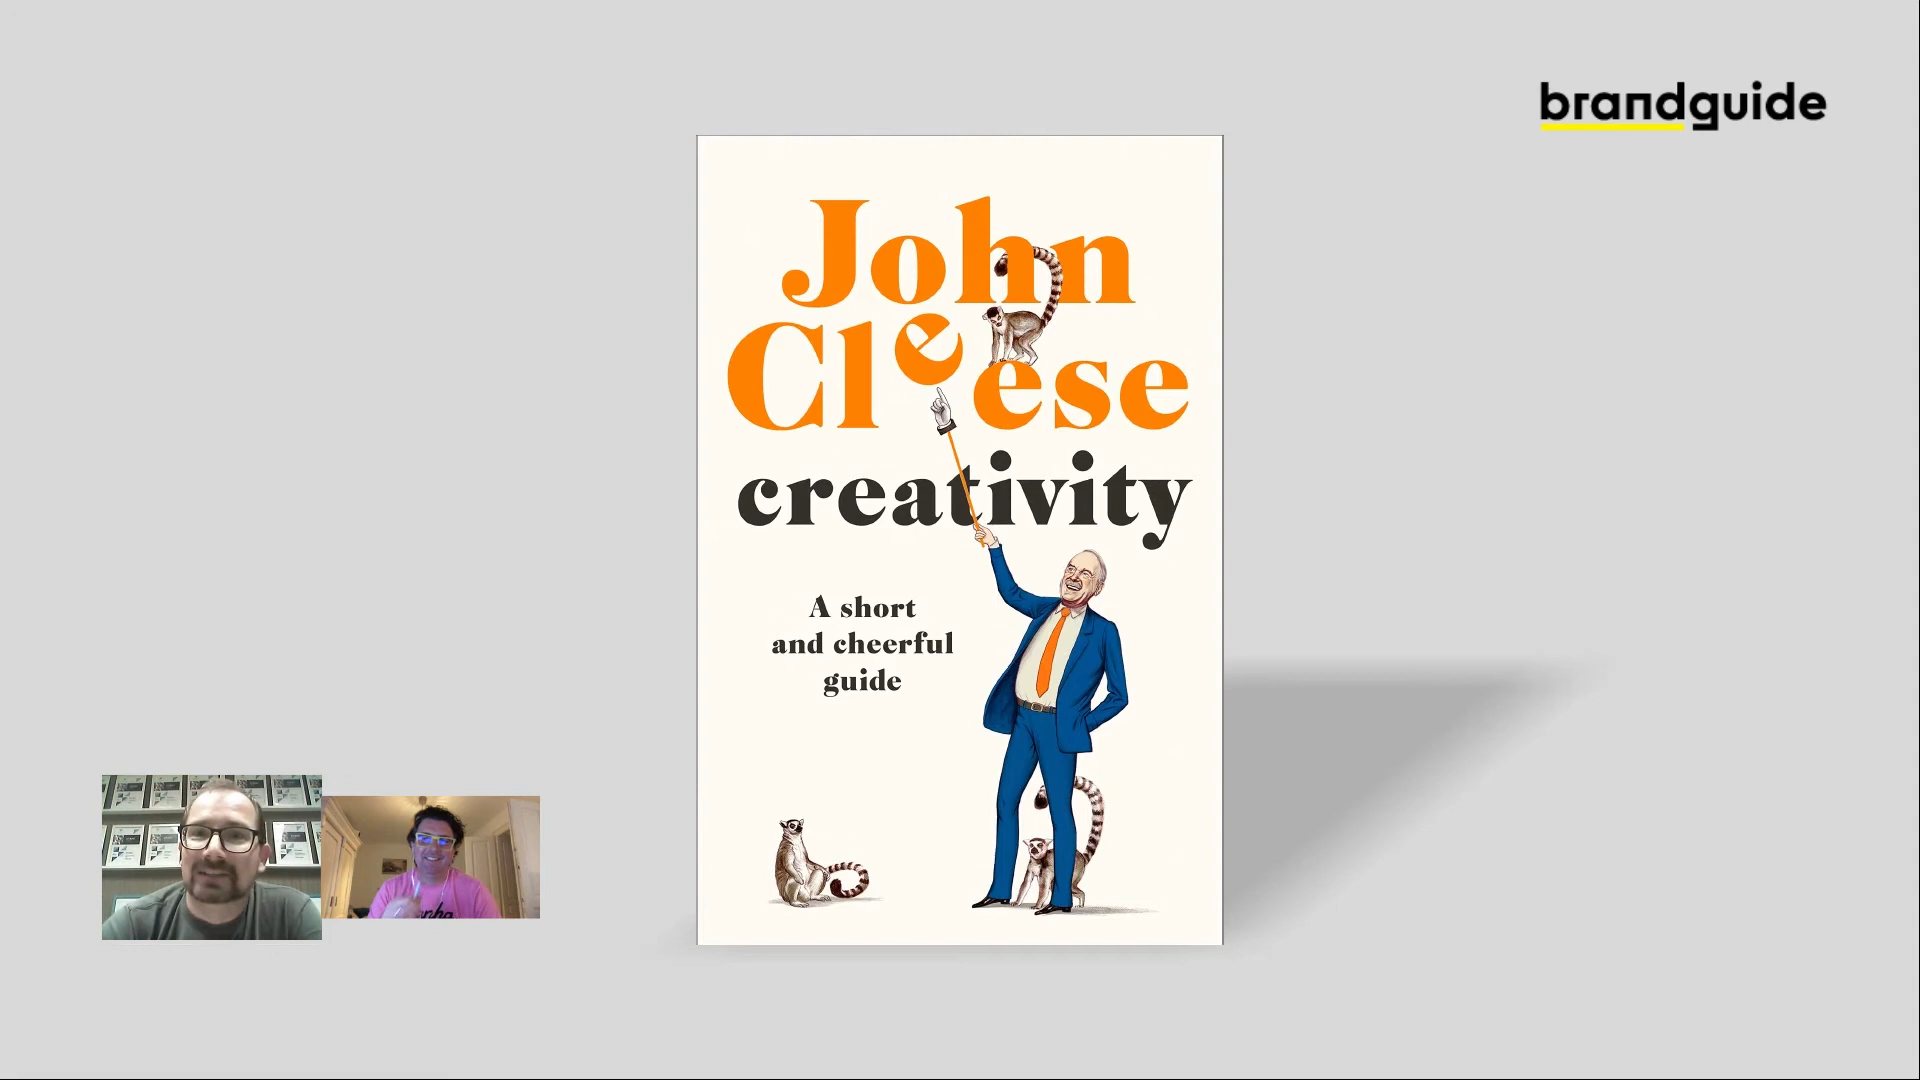 brandguide
John
Cleese
creativity
A short
and cheerful
guide